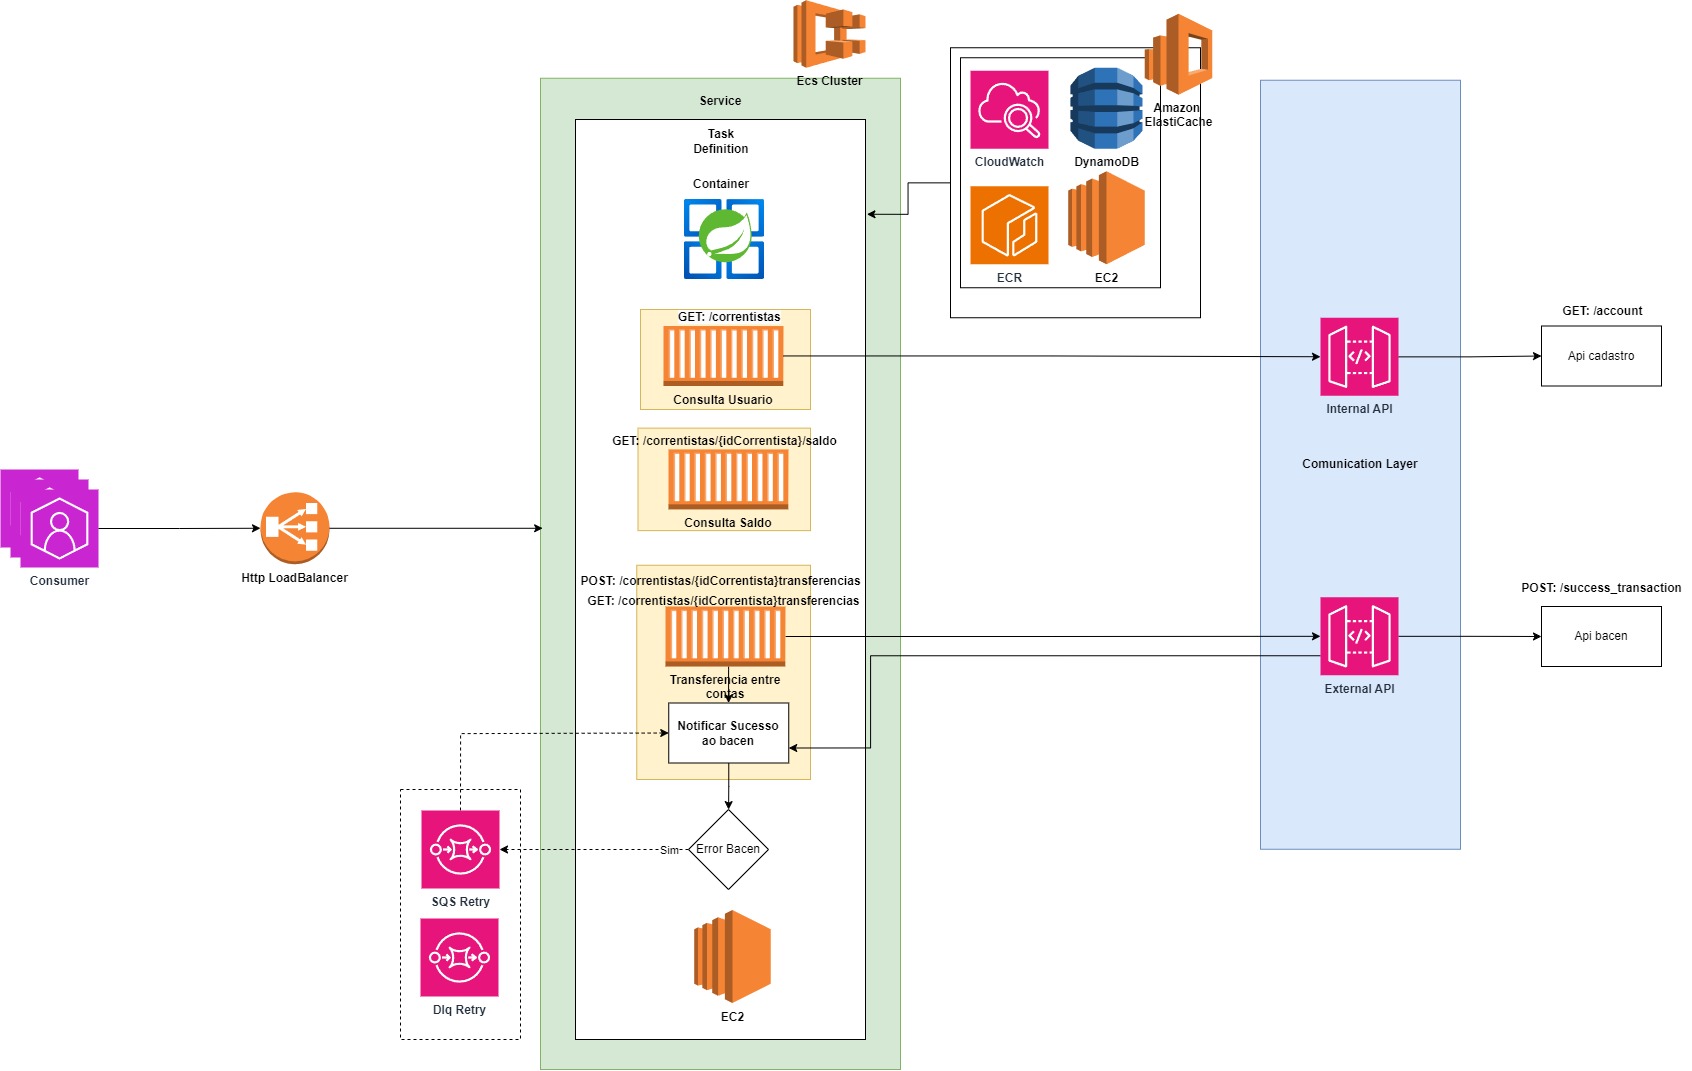 Ecs Cluster
Service
Task
Definition
Container
CloudWatch
DynamoDB
Amazon
ElastiCache
ECR
EC2
GET: /correntistas
Consulta Usuario
GET: /correntistas/{idCorrentista}/saldo
Consulta Saldo
POST: /correntistas/{idCorrentista}transferencias
GET: /correntistas/{idCorrentista}transferencias
Transferencia entre
contas
Notificar Sucesso
ao bacen
Error Bacen
Sim
EC2
Consumer
Http LoadBalancer
SQS Retry
Dlq Retry
</>
Internal API
Comunication Layer
</>
External API
GET: /account
Api cadastro
POST: /success_transaction
Api bacen